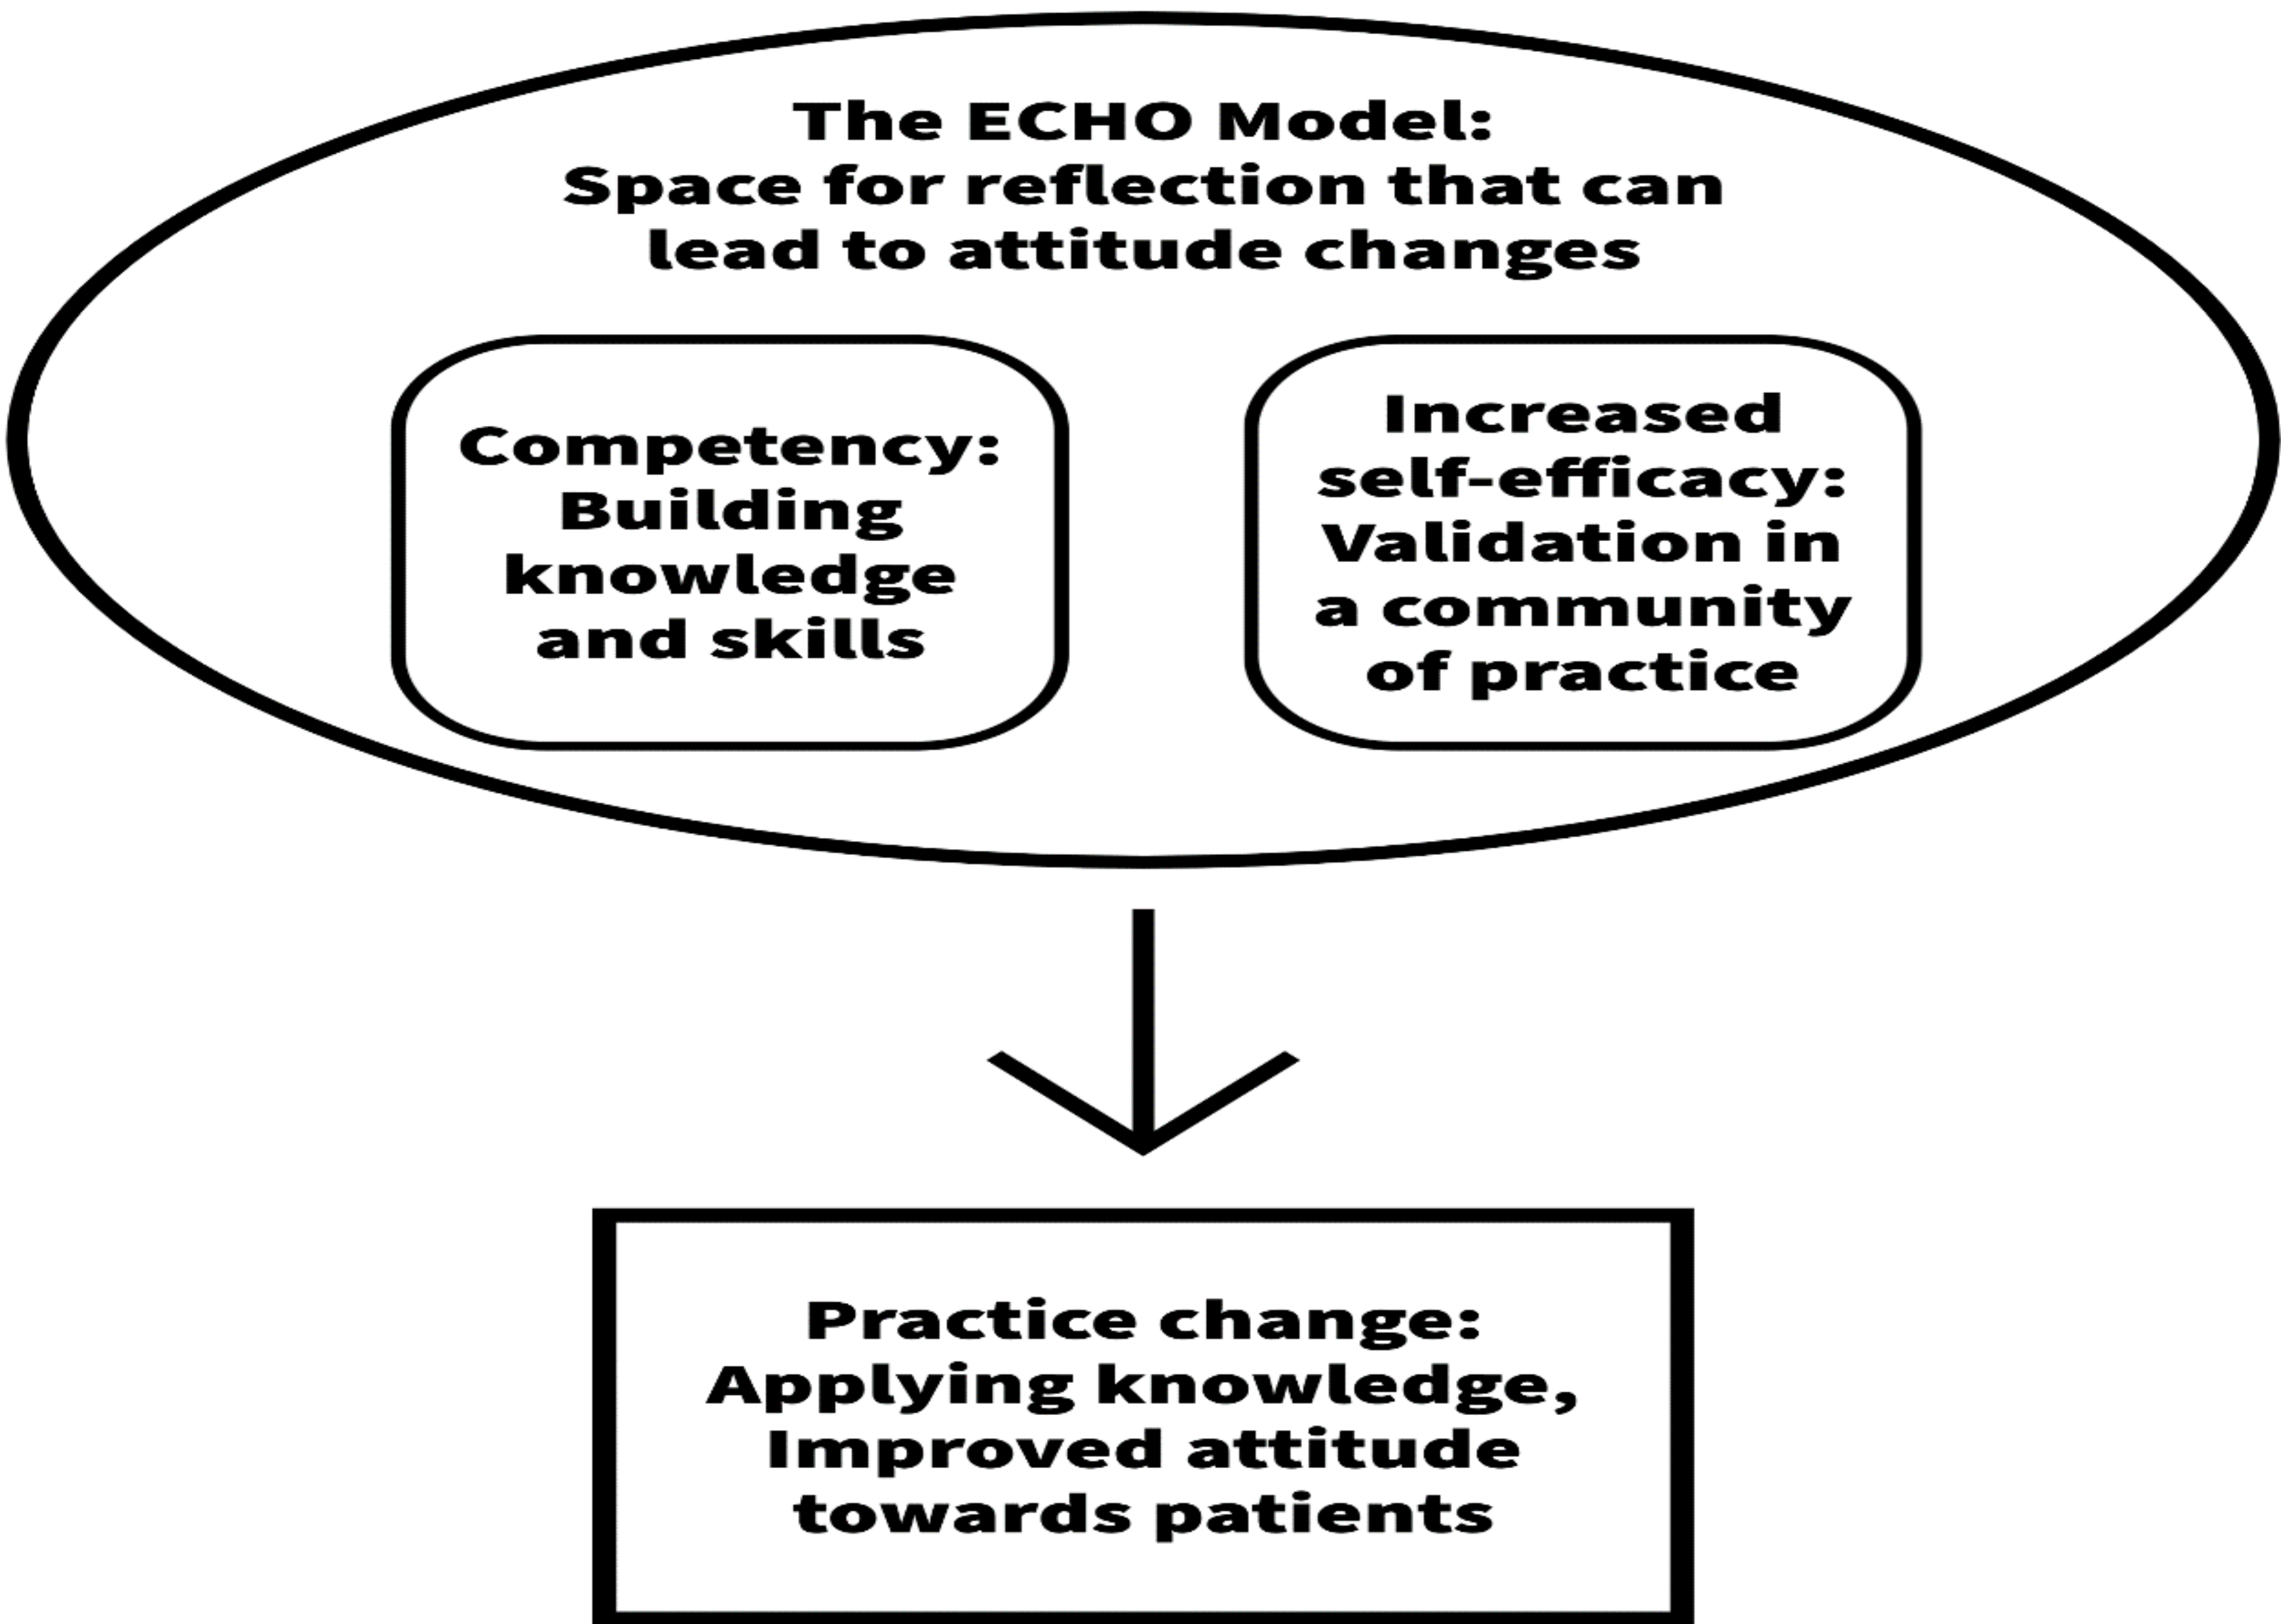 The ECHO Model:
Space for reflection that can
lead to attitude changes
Competency:
Building
knowledge
and skills
Increased
self-efficacy:
Validation in
a community
of practice
Practice change:
Applying knowledge,
Improved attitude
towards patients